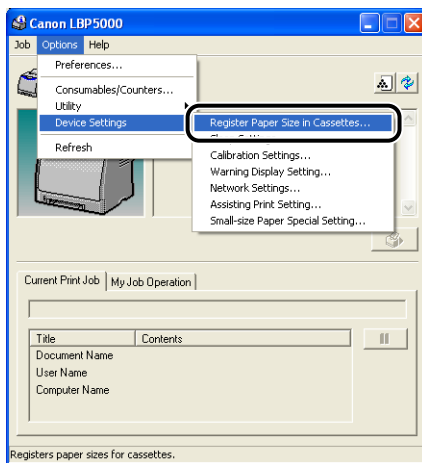 Canon LBP5000
Job Options Help
Preferences...
Consumables/Counters...
Utility
Device Settings
Refresh
Register Paper Size in Cassettes...
Calibration Settings...
Warning Display Setting...
Network Settings...
Assisting Print Setting...
Small-size Paper Special Setting...
Current Print Job My Job Operation
Title Contents
Document Name
User Name
Computer Name
Registers paper sizes for cassettes.